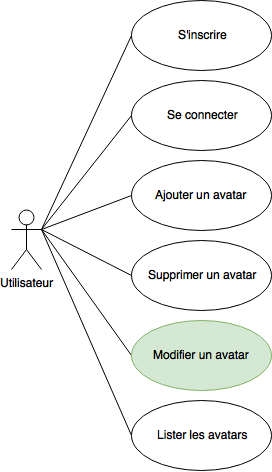 S'inscrire
Se connecter
Ajouter un avatar
Supprimer un avatar
Utilisateur
Modifier un avatar
Lister les avatars